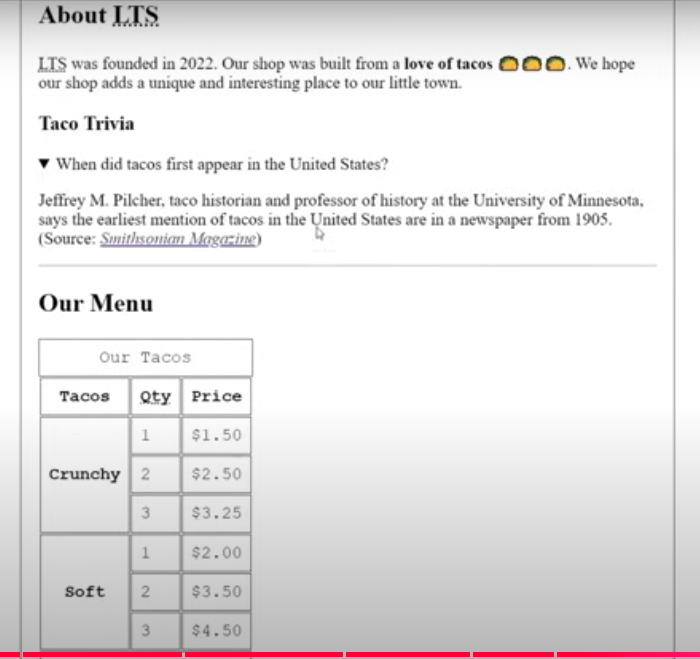 About LTS
LTS was founded in 2022. Our shop was built from a love of tacos 🌮🌮🌮. We hope
our shop adds a unique and interesting place to our little town.
Taco Trivia
▼ When did tacos first appear in the United States?
Jeffrey M. Pilcher, taco historian and professor of history at the University of Minnesota,
says the earliest mention of tacos in the United States are in a newspaper from 1905.
(Source: Smithsonian Magazine)
Our Menu
Our Tacos
Tacos Qty Price
1 $1.50
Crunchy 2 $2.50
3 $3.25
1 $2.00
Soft 2 $3.50
3 $4.50